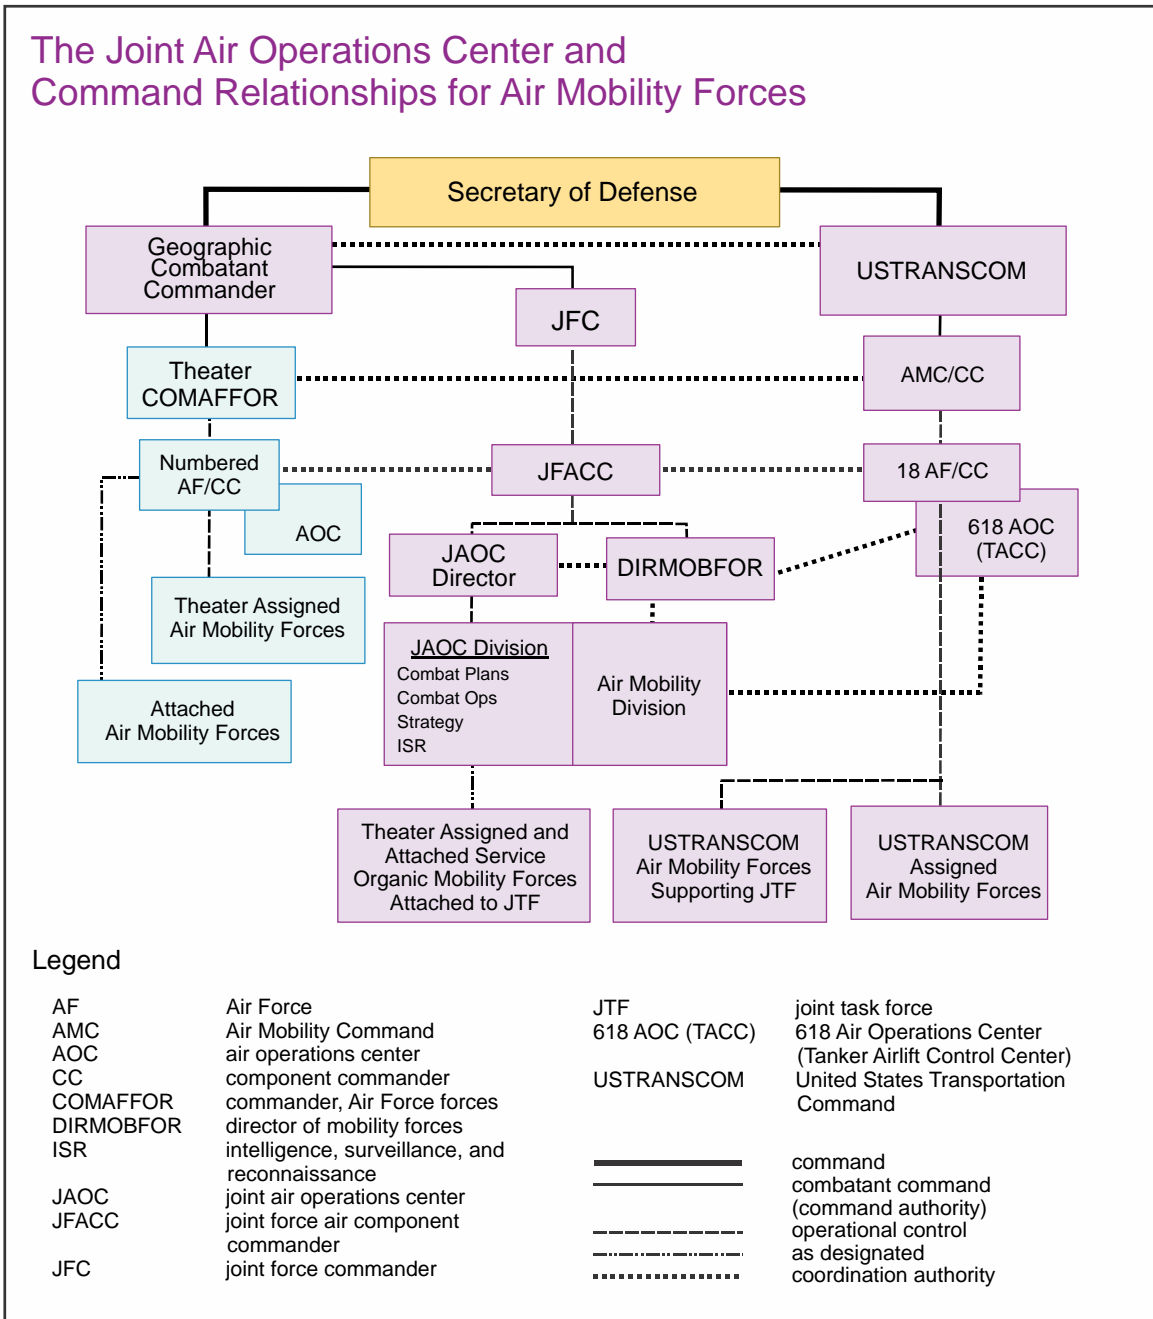 The Joint Air Operations Center and
Command Relationships for Air Mobility Forces
Secretary of Defense
Geographic
Combatant
Commander
USTRANSCOM
JFC
Theater
COMAFFOR
AMC/CC
Numbered
AF/CC
JFACC
18 AF/CC
AOC
618 AOC
(TACC)
JAOC
Director
DIRMOBFOR
Theater Assigned
Air Mobility Forces
JAOC Division
Combat Plans
Combat Ops
Strategy
ISR
Air Mobility
Division
Attached
Air Mobility Forces
Theater Assigned and
Attached Service
Organic Mobility Forces
Attached to JTF
USTRANSCOM
Air Mobility Forces
Supporting JTF
USTRANSCOM
Assigned
Air Mobility Forces
Legend
AF Air Force
AMC Air Mobility Command
AOC air operations center
CC component commander
COMAFFOR commander, Air Force forces
DIRMOBFOR director of mobility forces
ISR intelligence, surveillance, and
reconnaissance
JAOC joint air operations center
JFACC joint force air component
commander
JFC joint force commander
JTF joint task force
618 AOC (TACC) 618 Air Operations Center
(Tanker Airlift Control Center)
USTRANSCOM United States Transportation
Command
command
combatant command
(command authority)
operational control
as designated
coordination authority